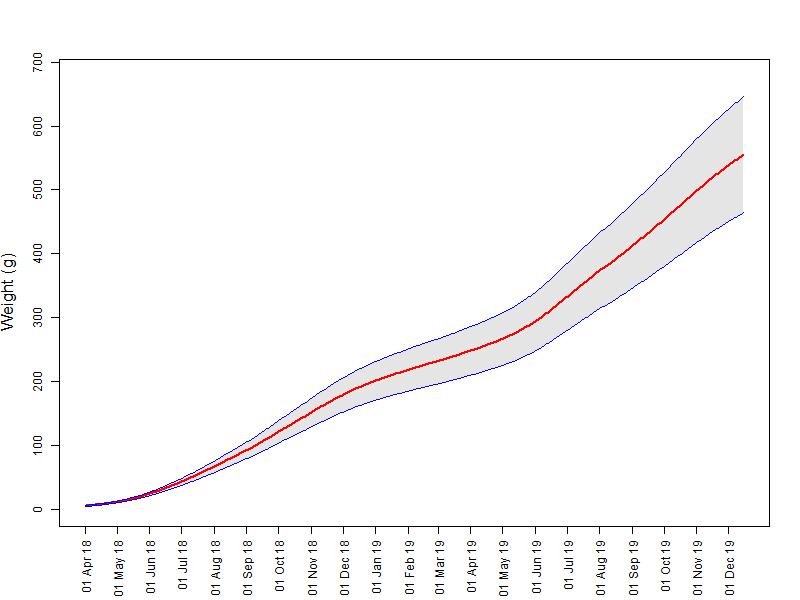 700
600
500
400
300
200
100
0
Weight (g)
01 Apr 18
01 May 18
01 Jun 18
01 Jul 18
01 Aug 18
01 Sep 18
01 Oct 18
01 Nov 18
01 Dec 18
01 Jan 19
01 Feb 19
01 Mar 19
01 Apr 19
01 May 19
01 Jun 19
01 Jul 19
01 Aug 19
01 Sep 19
01 Oct 19
01 Nov 19
01 Dec 19